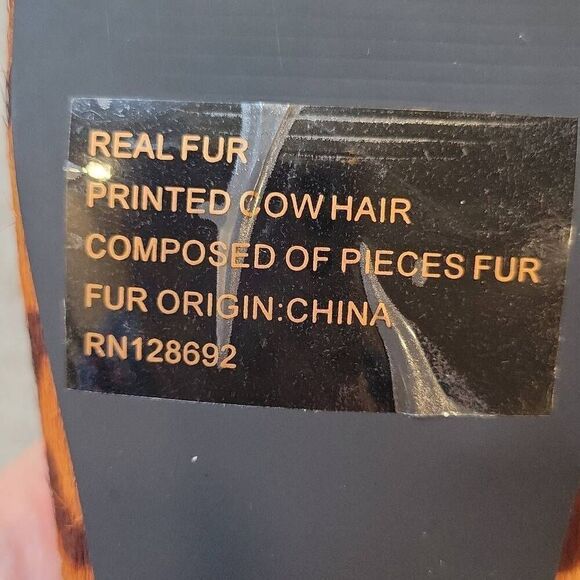 REAL FUR
PRINTED COW HAIR
COMPOSED OF PIECES FUR
FUR ORIGIN:CHINA
RN128692